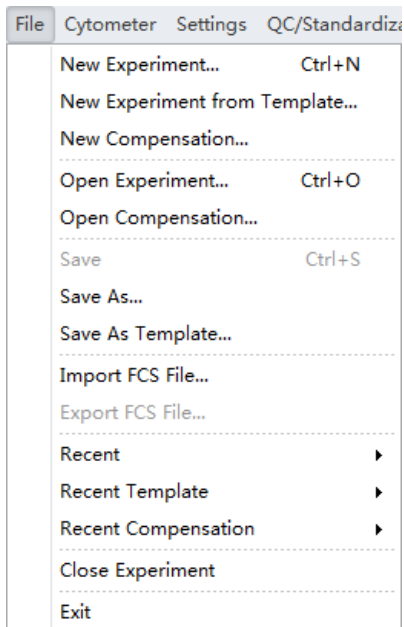 File Cytometer Settings QC/Standardiza
New Experiment... Ctrl+N
New Experiment from Template...
New Compensation...
Open Experiment... Ctrl+O
Open Compensation...
Save Ctrl+S
Save As...
Save As Template...
Import FCS File...
Export FCS File...
Recent
Recent Template
Recent Compensation
Close Experiment
Exit